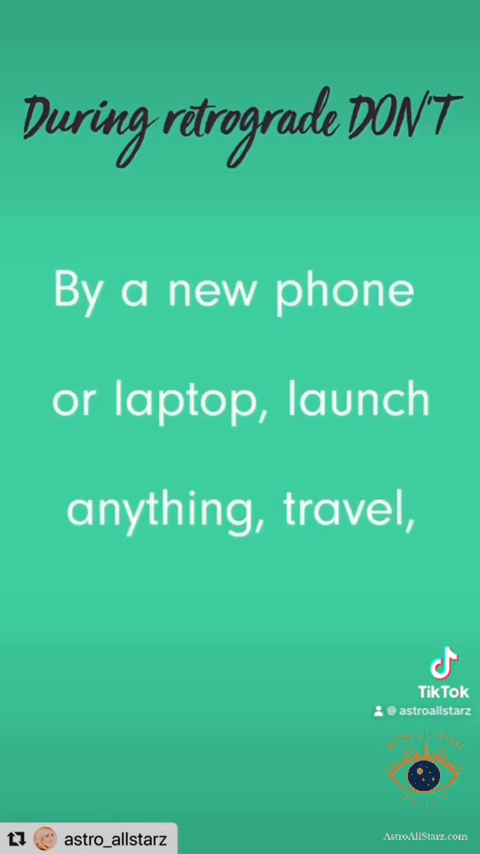 During retrograde DON'T
By a new phone
or laptop, launch
anything, travel,
TikTok
@ astroallstarz
AstroAllStarz.com
astro_allstarz